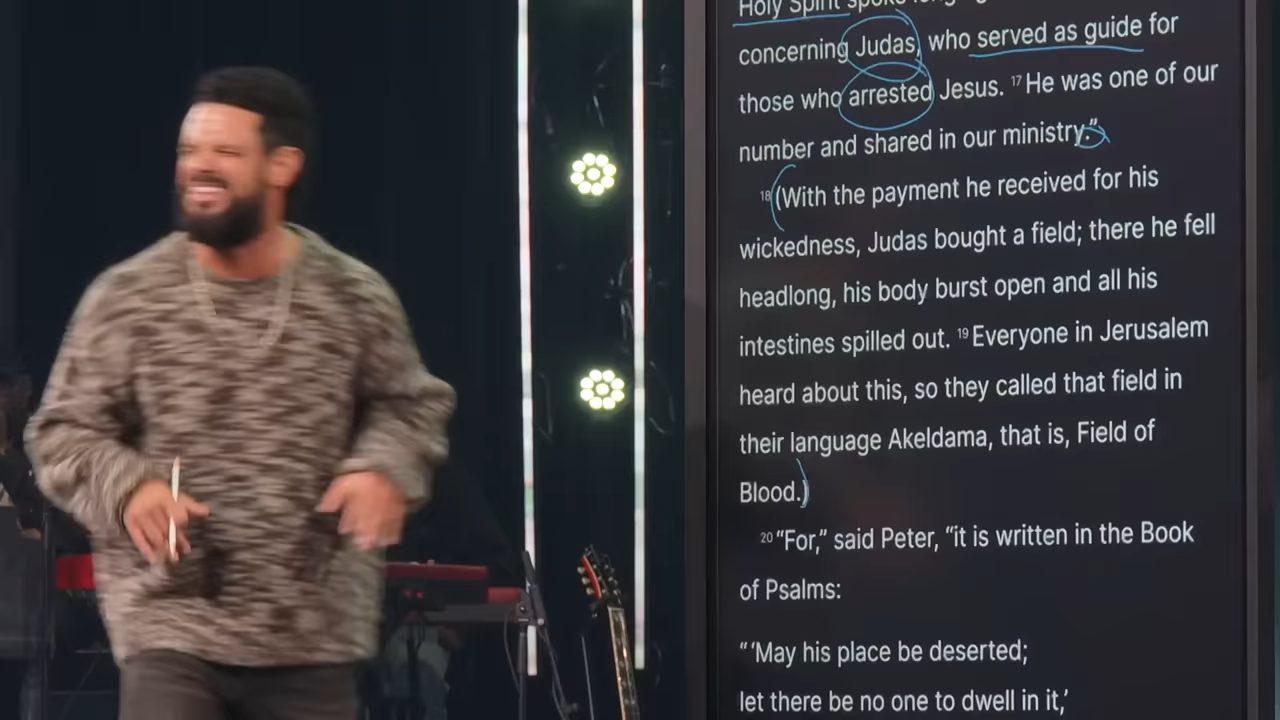 Holy Spirit spoke long
concerning Judas, who served as guide for
those who arrested Jesus. 17 He was one of our
number and shared in our ministry.”
18 (With the payment he received for his
wickedness, Judas bought a field; there he fell
headlong, his body burst open and all his
intestines spilled out. 19 Everyone in Jerusalem
heard about this, so they called that field in
their language Akeldama, that is, Field of
Blood.)
20 “For,” said Peter, “it is written in the Book
of Psalms:
“ ‘May his place be deserted;
let there be no one to dwell in it,’